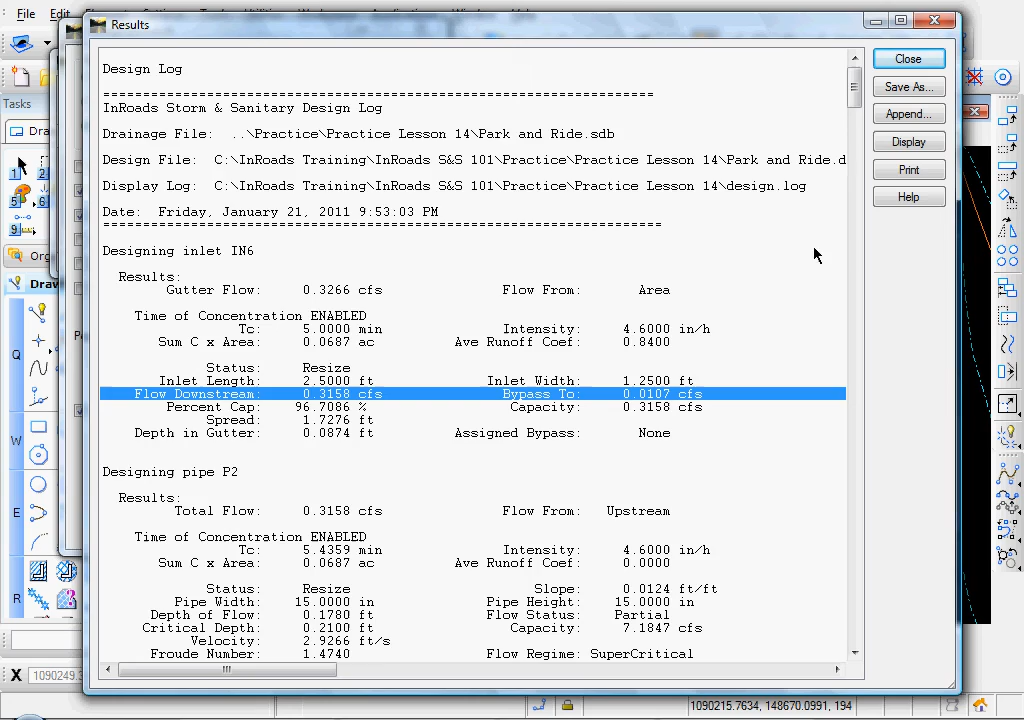 File Edit
Results
Tasks
Dra
1 2
5 6
9
Org
Draw
Q
W
E
R
X 1090249.3
1090215.7634, 148670.0991, 194
Close
Save As...
Append...
Display
Print
Help
Design Log
===================================================================
InRoads Storm & Sanitary Design Log
Drainage File: ..\Practice\Practice Lesson 14\Park and Ride.sdb
Design File: C:\InRoads Training\InRoads S&S 101\Practice\Practice Lesson 14\Park and Ride.d
Display Log: C:\InRoads Training\InRoads S&S 101\Practice\Practice Lesson 14\design.log
Date: Friday, January 21, 2011 9:53:03 PM
====================================================================
Designing inlet IN6
Results:
Gutter Flow: 0.3266 cfs Flow From: Area
Time of Concentration ENABLED
Tc: 5.0000 min Intensity: 4.6000 in/h
Sum C x Area: 0.0687 ac Ave Runoff Coef: 0.8400
Status: Resize
Inlet Length: 2.5000 ft Inlet Width: 1.2500 ft
Flow Downstream: 0.3158 cfs Bypass To: 0.0107 cfs
Percent Cap: 96.7086 % Capacity: 0.3158 cfs
Spread: 1.7276 ft
Depth in Gutter: 0.0874 ft Assigned Bypass: None
Designing pipe P2
Results:
Total Flow: 0.3158 cfs Flow From: Upstream
Time of Concentration ENABLED
Tc: 5.4359 min Intensity: 4.6000 in/h
Sum C x Area: 0.0687 ac Ave Runoff Coef: 0.0000
Status: Resize Slope: 0.0124 ft/ft
Pipe Width: 15.0000 in Pipe Height: 15.0000 in
Depth of Flow: 0.1780 ft Flow Status: Partial
Critical Depth: 0.2100 ft Capacity: 7.1847 cfs
Velocity: 2.9266 ft/s
Froude Number: 1.4740 Flow Regime: SuperCritical